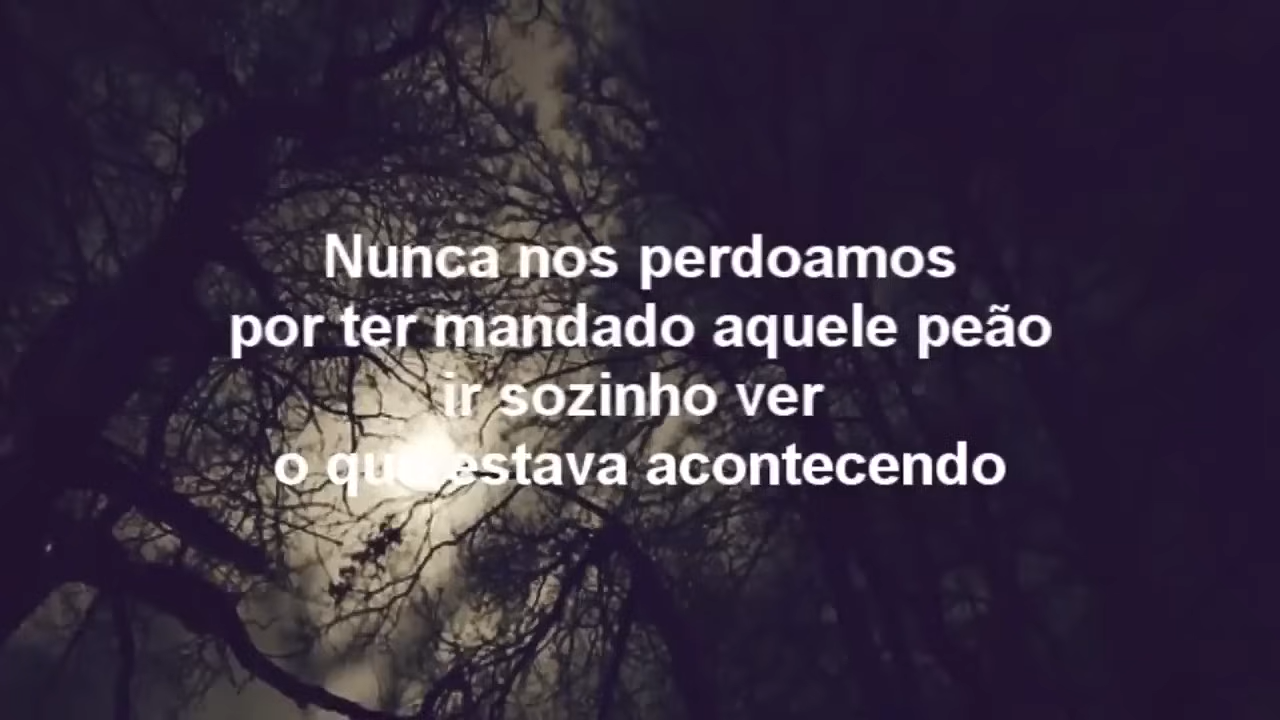 Nunca nos perdoamos
por ter mandado aquele peão
ir sozinho ver
o que estava acontecendo